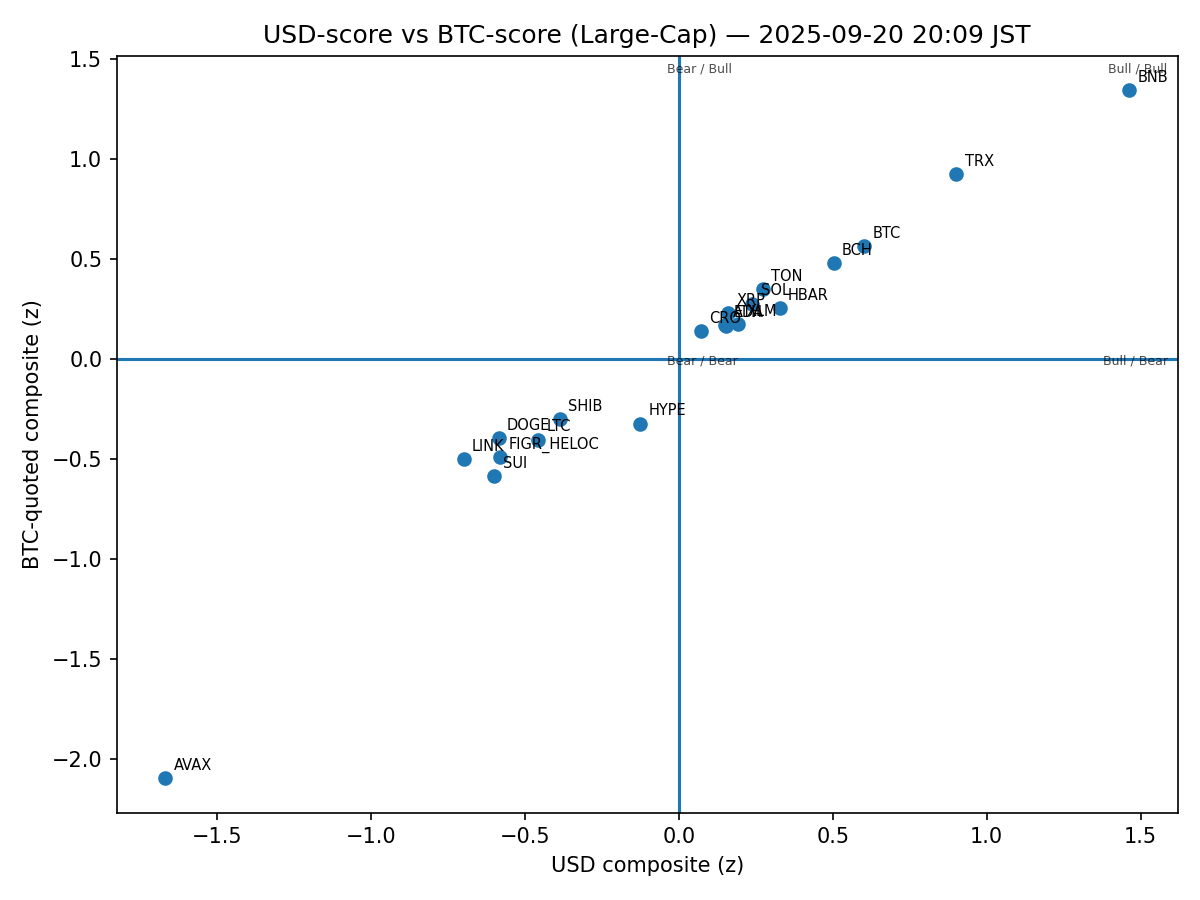 USD-score vs BTC-score (Large-Cap) — 2025-09-20 20:09 JST
BTC-quoted composite (z)
1.5
1.0
0.5
0.0
−0.5
−1.0
−1.5
−2.0
Bear / Bull
Bull / Bull
BNB
TRX
BTC
BCH
TON
SOL
HBAR
XRP
CRO
Bear / Bear
Bull / Bear
SHIB
HYPE
DOGE
LTC
LINK
FIGR_HELOC
SUI
AVAX
−1.5
−1.0
−0.5
0.0
0.5
1.0
1.5
USD composite (z)